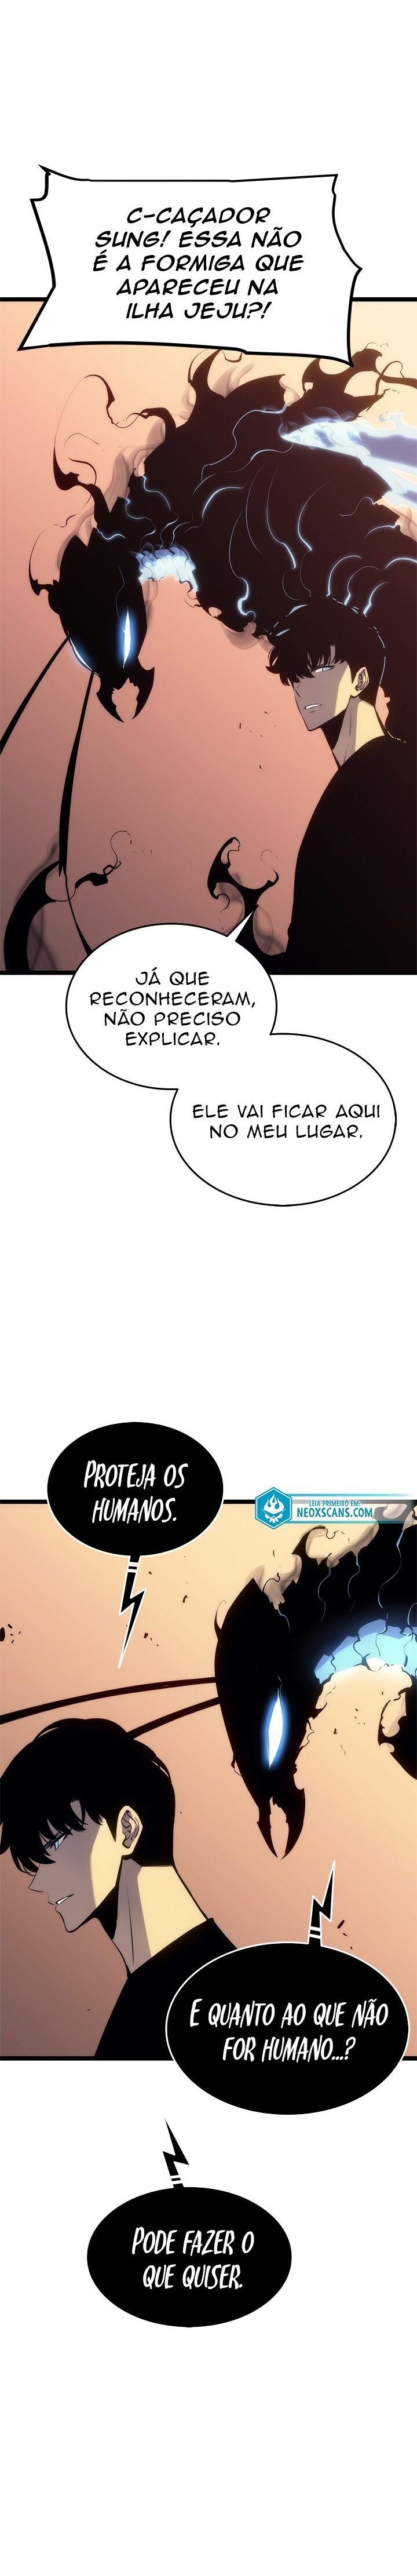 C-CAÇADOR
SUNG! ESSA NÃO
É A FORMIGA QUE
APARECEU NA
ILHA JEJU?!
JÁ QUE
RECONHECERAM,
NÃO PRECISO
EXPLICAR.
ELE VAI FICAR AQUI
NO MEU LUGAR.
PROTEJA OS
HUMANOS.
LEIA PRIMEIRO EM:
NEOXSCANS.COM
E QUANTO AO QUE NÃO
FOR HUMANO...?
PODE FAZER O
QUE QUISER.